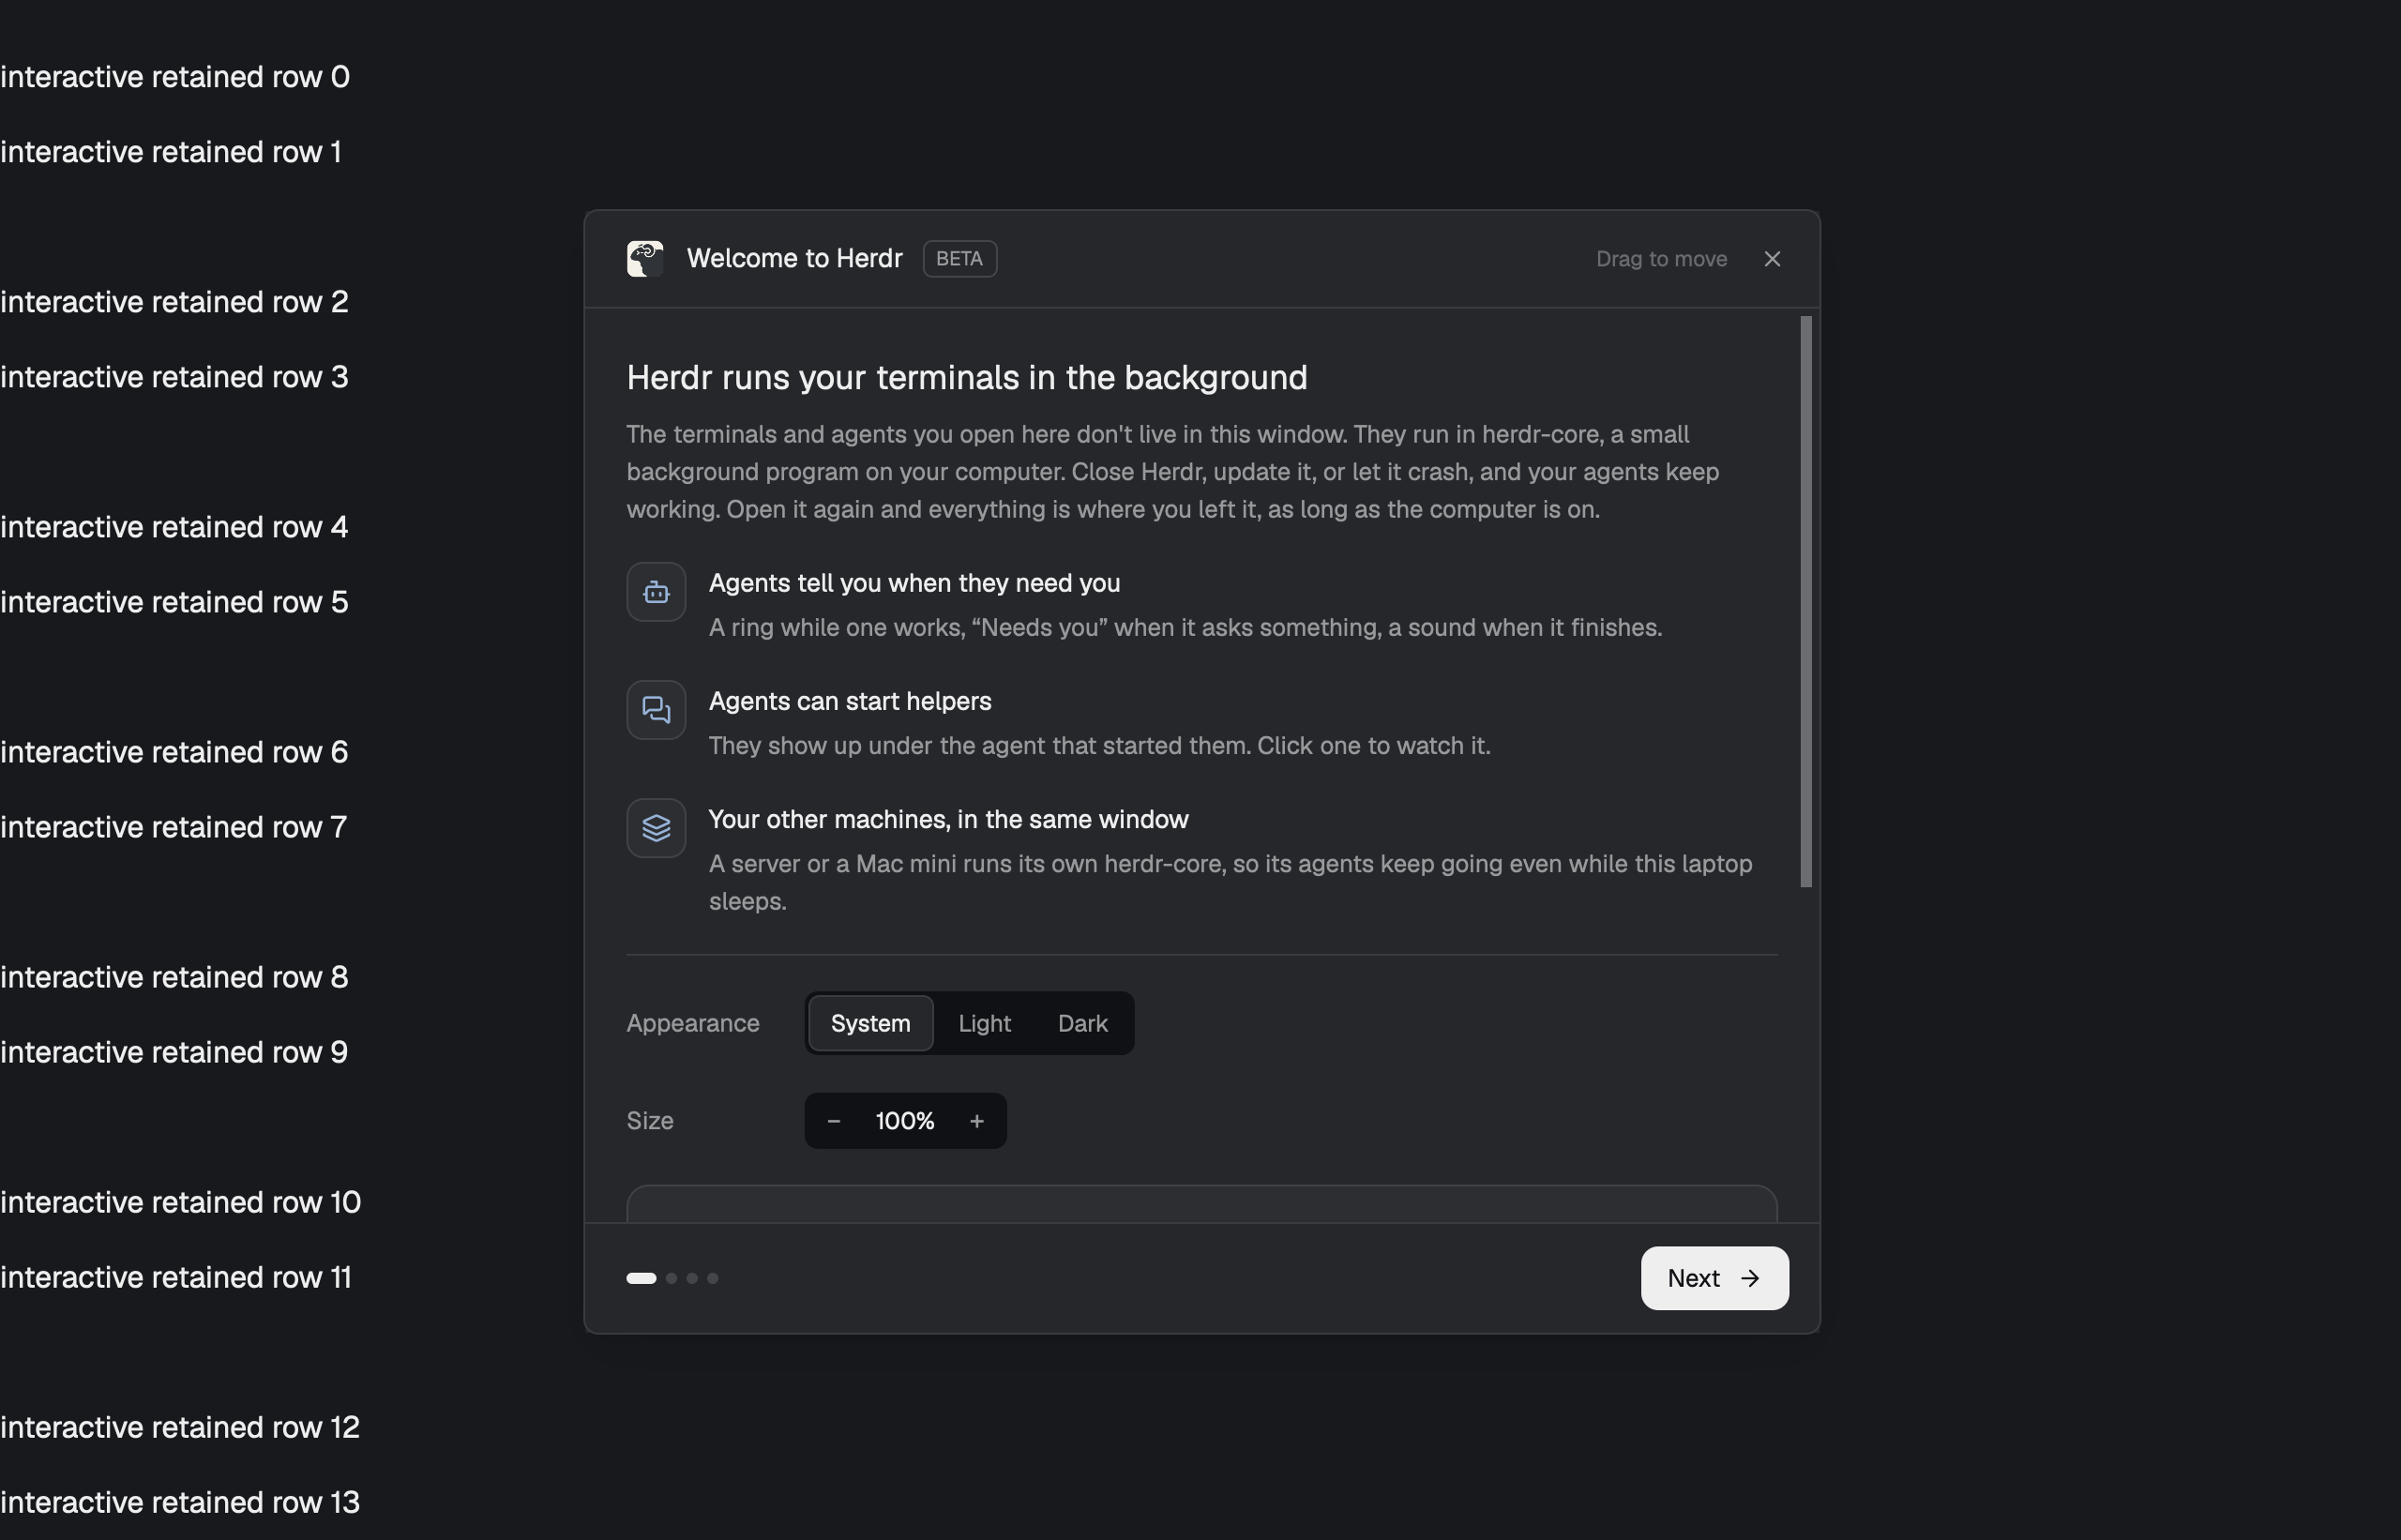 interactive retained row 0
interactive retained row 1
interactive retained row 2
interactive retained row 3
interactive retained row 4
interactive retained row 5
interactive retained row 6
interactive retained row 7
interactive retained row 8
interactive retained row 9
interactive retained row 10
interactive retained row 11
interactive retained row 12
interactive retained row 13
Welcome to Herdr BETA
Drag to move
Herdr runs your terminals in the background
The terminals and agents you open here don't live in this window. They run in herdr-core, a small
background program on your computer. Close Herdr, update it, or let it crash, and your agents keep
working. Open it again and everything is where you left it, as long as the computer is on.
Agents tell you when they need you
A ring while one works, “Needs you” when it asks something, a sound when it finishes.
Agents can start helpers
They show up under the agent that started them. Click one to watch it.
Your other machines, in the same window
A server or a Mac mini runs its own herdr-core, so its agents keep going even while this laptop
sleeps.
Appearance System Light Dark
Size − 100% +
Next →